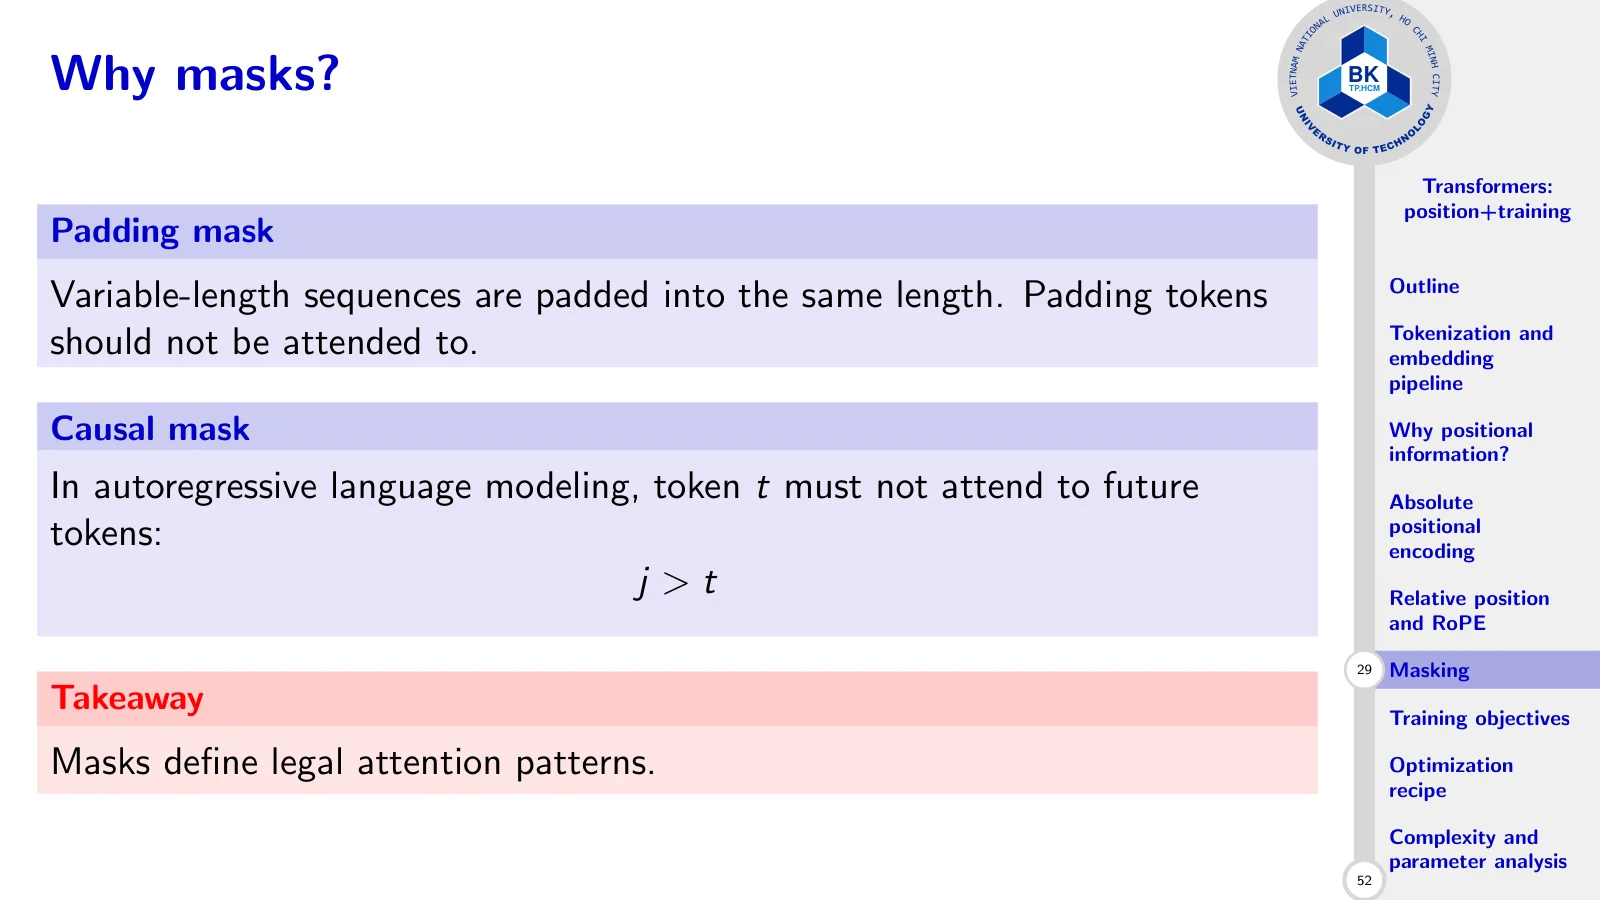 Why masks?
Padding mask
Variable-length sequences are padded into the same length. Padding tokens
should not be attended to.
Causal mask
In autoregressive language modeling, token t must not attend to future
tokens:
j > t
Takeaway
Masks define legal attention patterns.
VIETNAM NATIONAL UNIVERSITY, HO CHI MINH CITY
BK
TP.HCM
UNIVERSITY OF TECHNOLOGY
Transformers:
position+training
Outline
Tokenization and
embedding
pipeline
Why positional
information?
Absolute
positional
encoding
Relative position
and RoPE
29
Masking
Training objectives
Optimization
recipe
Complexity and
parameter analysis
52